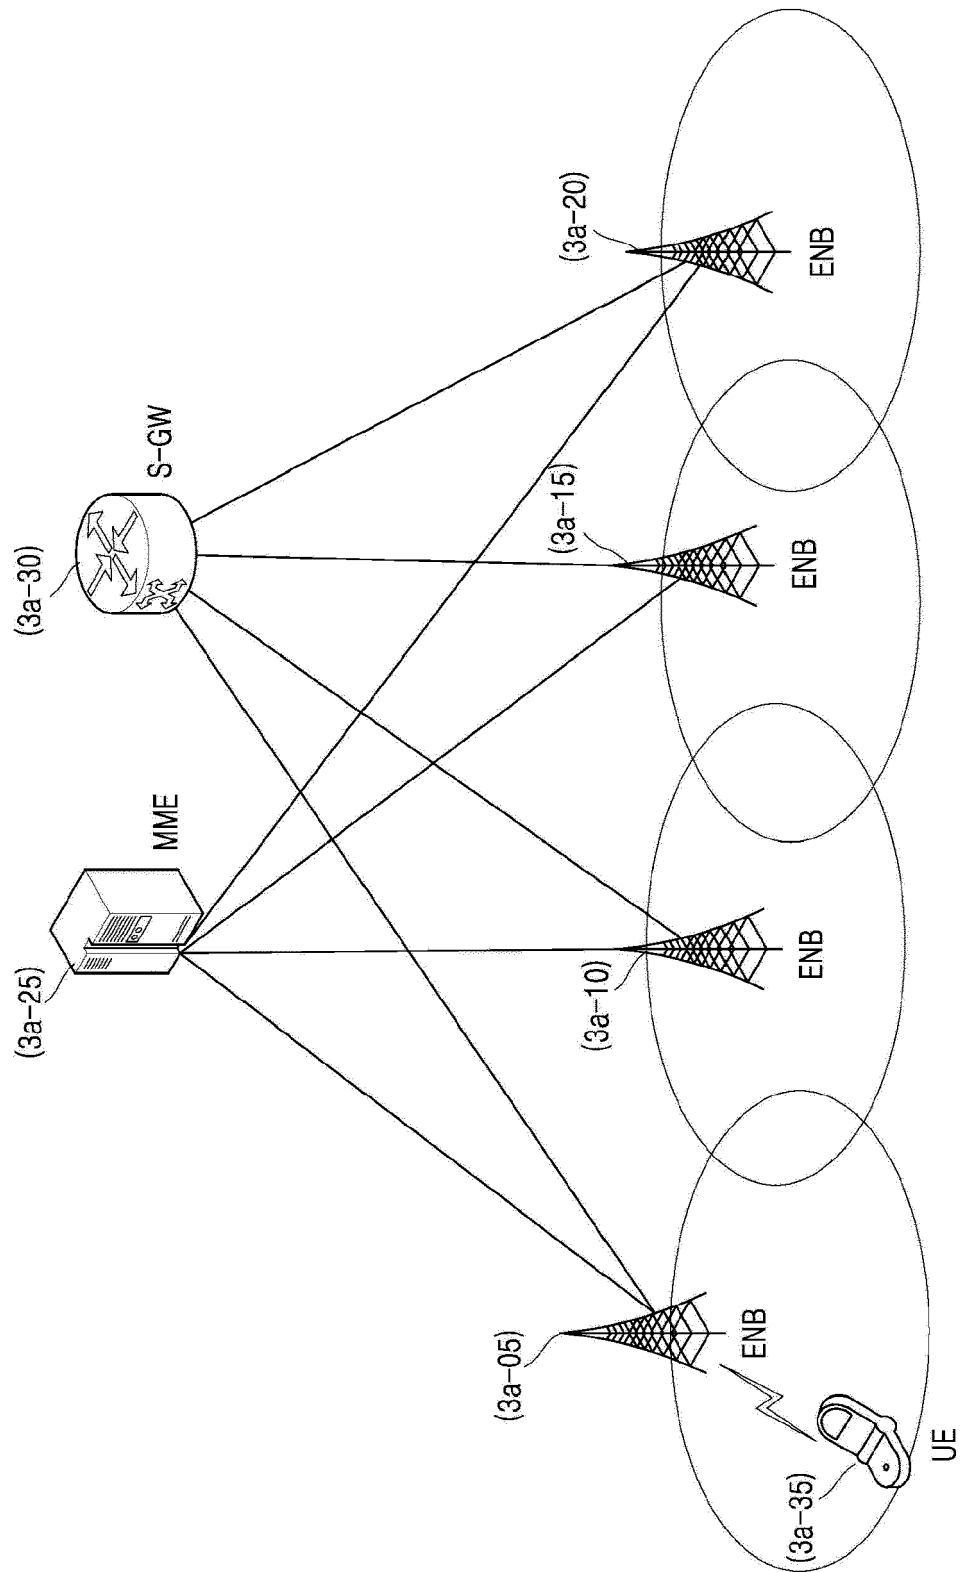 (3a-25)
MME
(3a-30)
S-GW
(3a-05)
ENB
(3a-10)
ENB
(3a-15)
ENB
(3a-20)
ENB
(3a-35)
UE